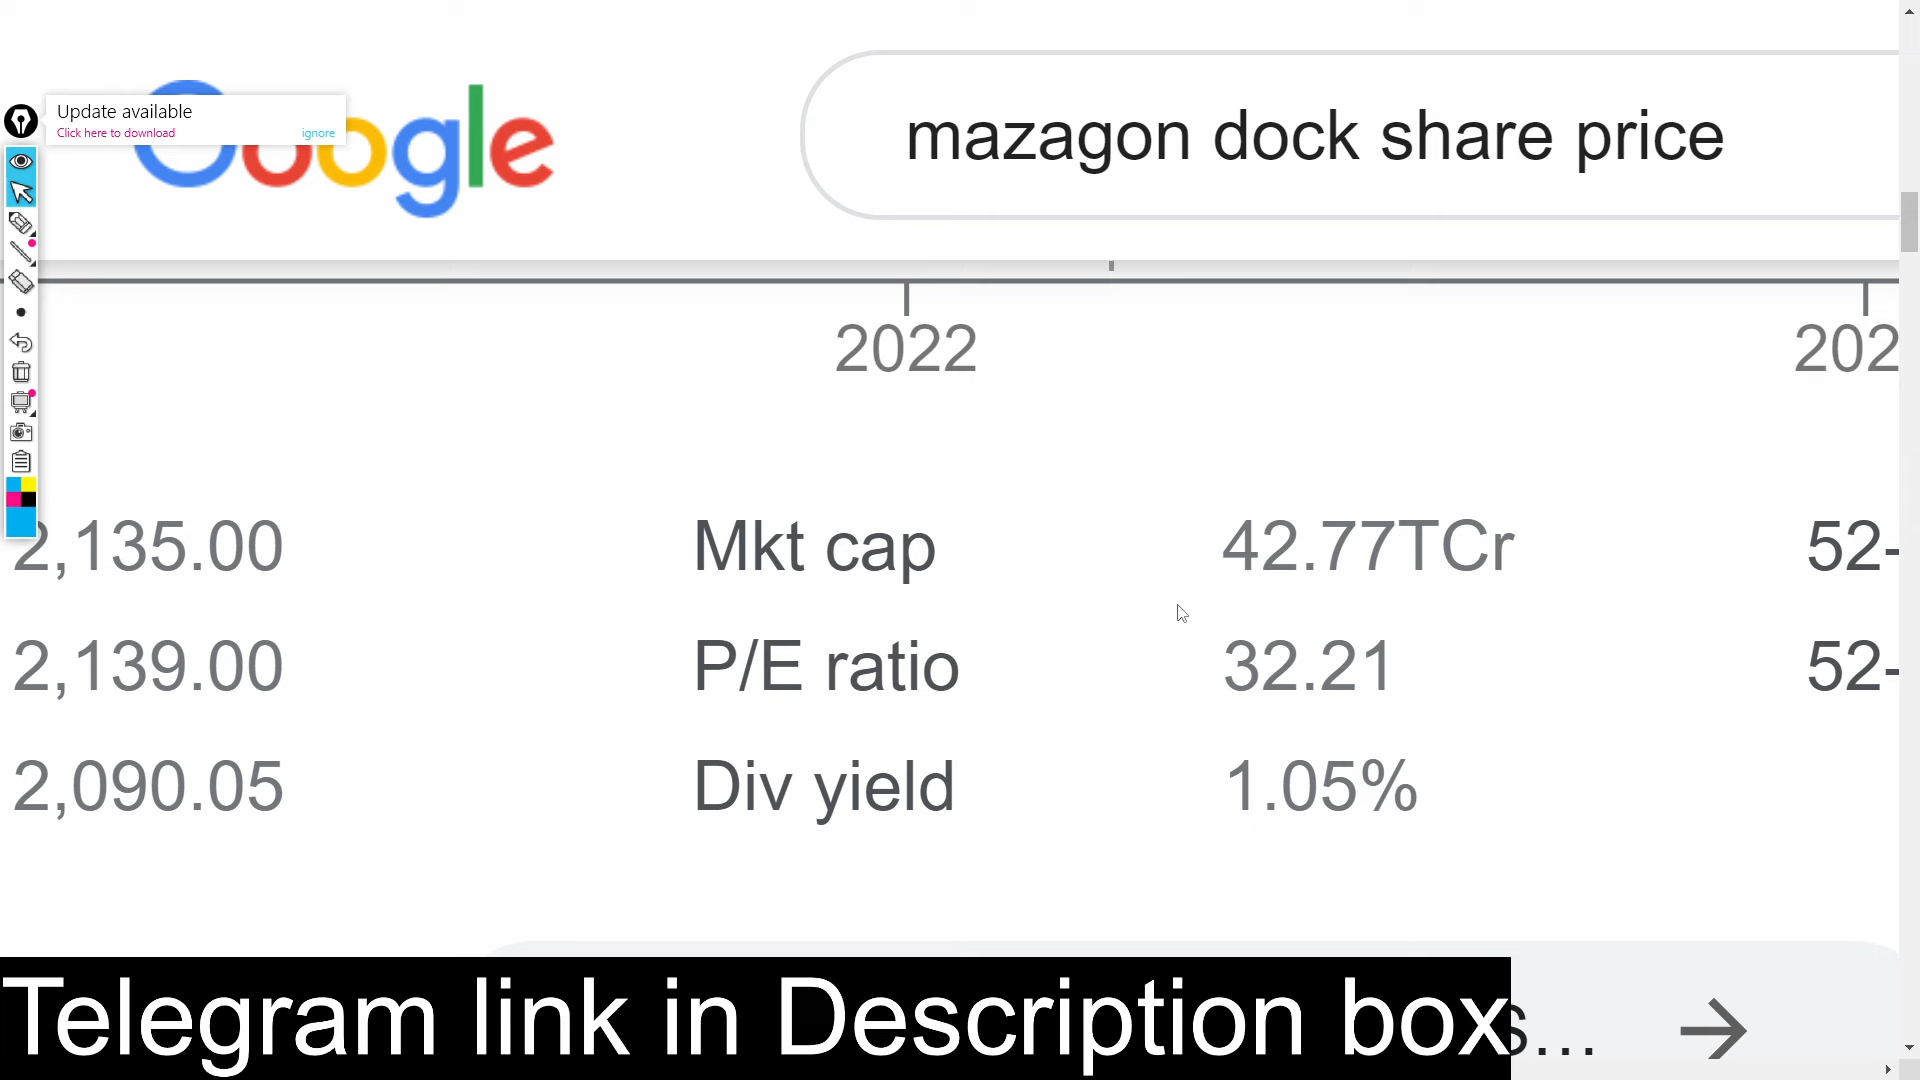 Google
mazagon dock share price
Update available
Click here to download ignore
2022 202
2,135.00 Mkt cap 42.77TCr 52-
2,139.00 P/E ratio 32.21 52-
2,090.05 Div yield 1.05%
Telegram link in Description box
s...